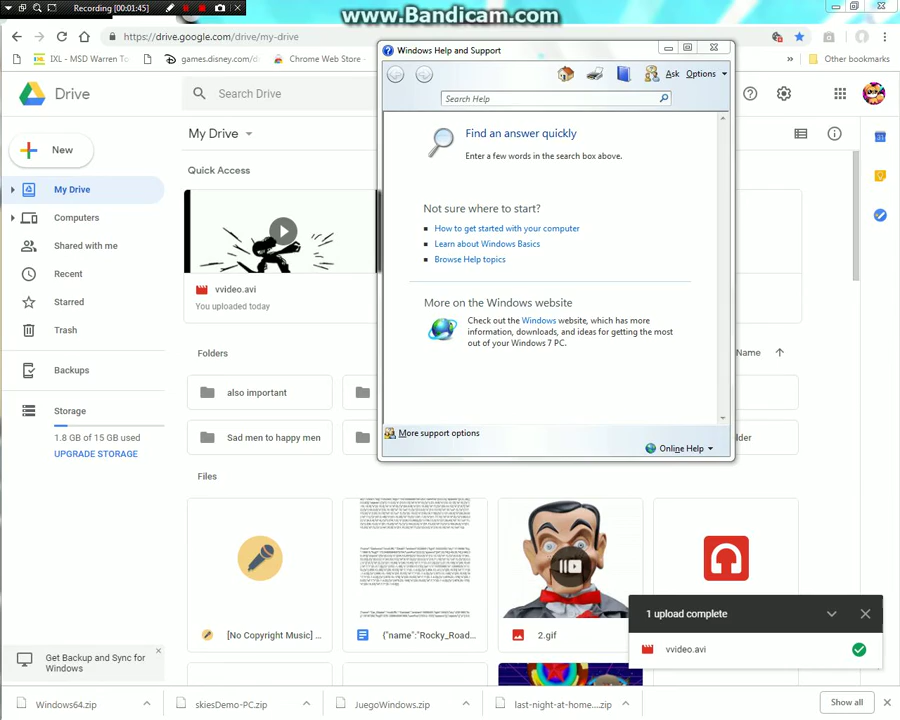 www.Bandicam.com
Recording [00:01:45]
https://drive.google.com/drive/my-drive
IXL - MSD Warren To
games.disney.com/d
Chrome Web Store
»
Other bookmarks
Drive
Search Drive
New
My Drive
Computers
Shared with me
Recent
Starred
Trash
Backups
Storage
1.8 GB of 15 GB used
UPGRADE STORAGE
Get Backup and Sync for
Windows
My Drive
Quick Access
vvideo.avi
You uploaded today
Folders
Name
also important
Sad men to happy men
lder
Files
[No Copyright Music] ...
{"name":"Rocky_Road...
2.gif
Windows Help and Support
Ask
Options
Search Help
Find an answer quickly
Enter a few words in the search box above.
Not sure where to start?
How to get started with your computer
Learn about Windows Basics
Browse Help topics
More on the Windows website
Check out the Windows website, which has more
information, downloads, and ideas for getting the most
out of your Windows 7 PC.
More support options
Online Help
1 upload complete
vvideo.avi
Windows64.zip
skiesDemo-PC.zip
JuegoWindows.zip
last-night-at-home....zip
Show all